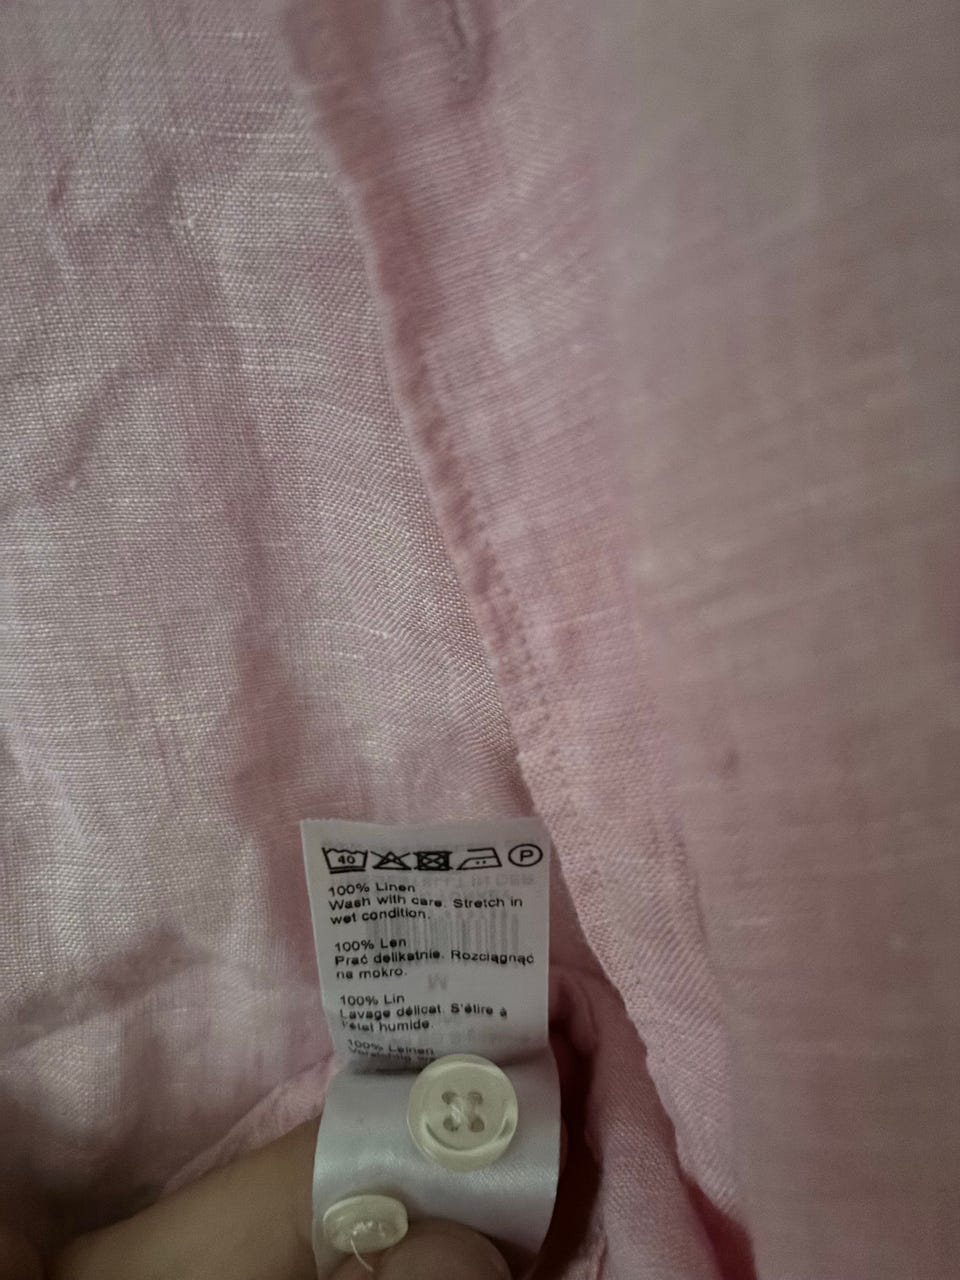 40 P
100% Linen
Wash with care. Stretch in
wet condition.
100% Len
Prać delikatnie. Rozciągnąć
na mokro.
100% Lin
Lavage délicat. S'étire à
l'état humide.
100% Leinen